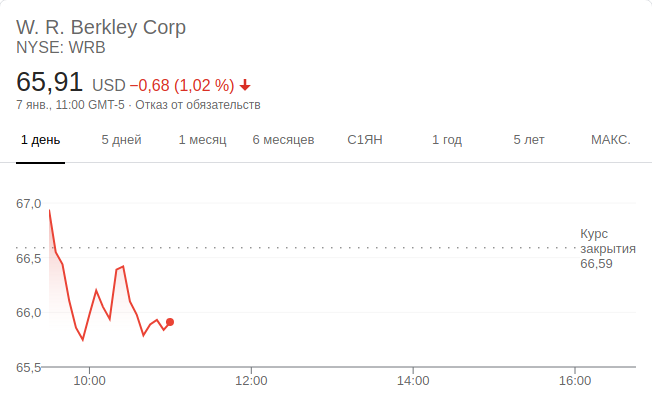 W. R. Berkley Corp
NYSE: WRB
65,91 USD −0,68 (1,02 %)
7 янв., 11:00 GMT-5 · Отказ от обязательств
1 день 5 дней 1 месяц 6 месяцев С1ЯН 1 год 5 лет МАКС.
67,0
Курс
закрытия
66,59
66,5
66,0
65,5
10:00 12:00 14:00 16:00